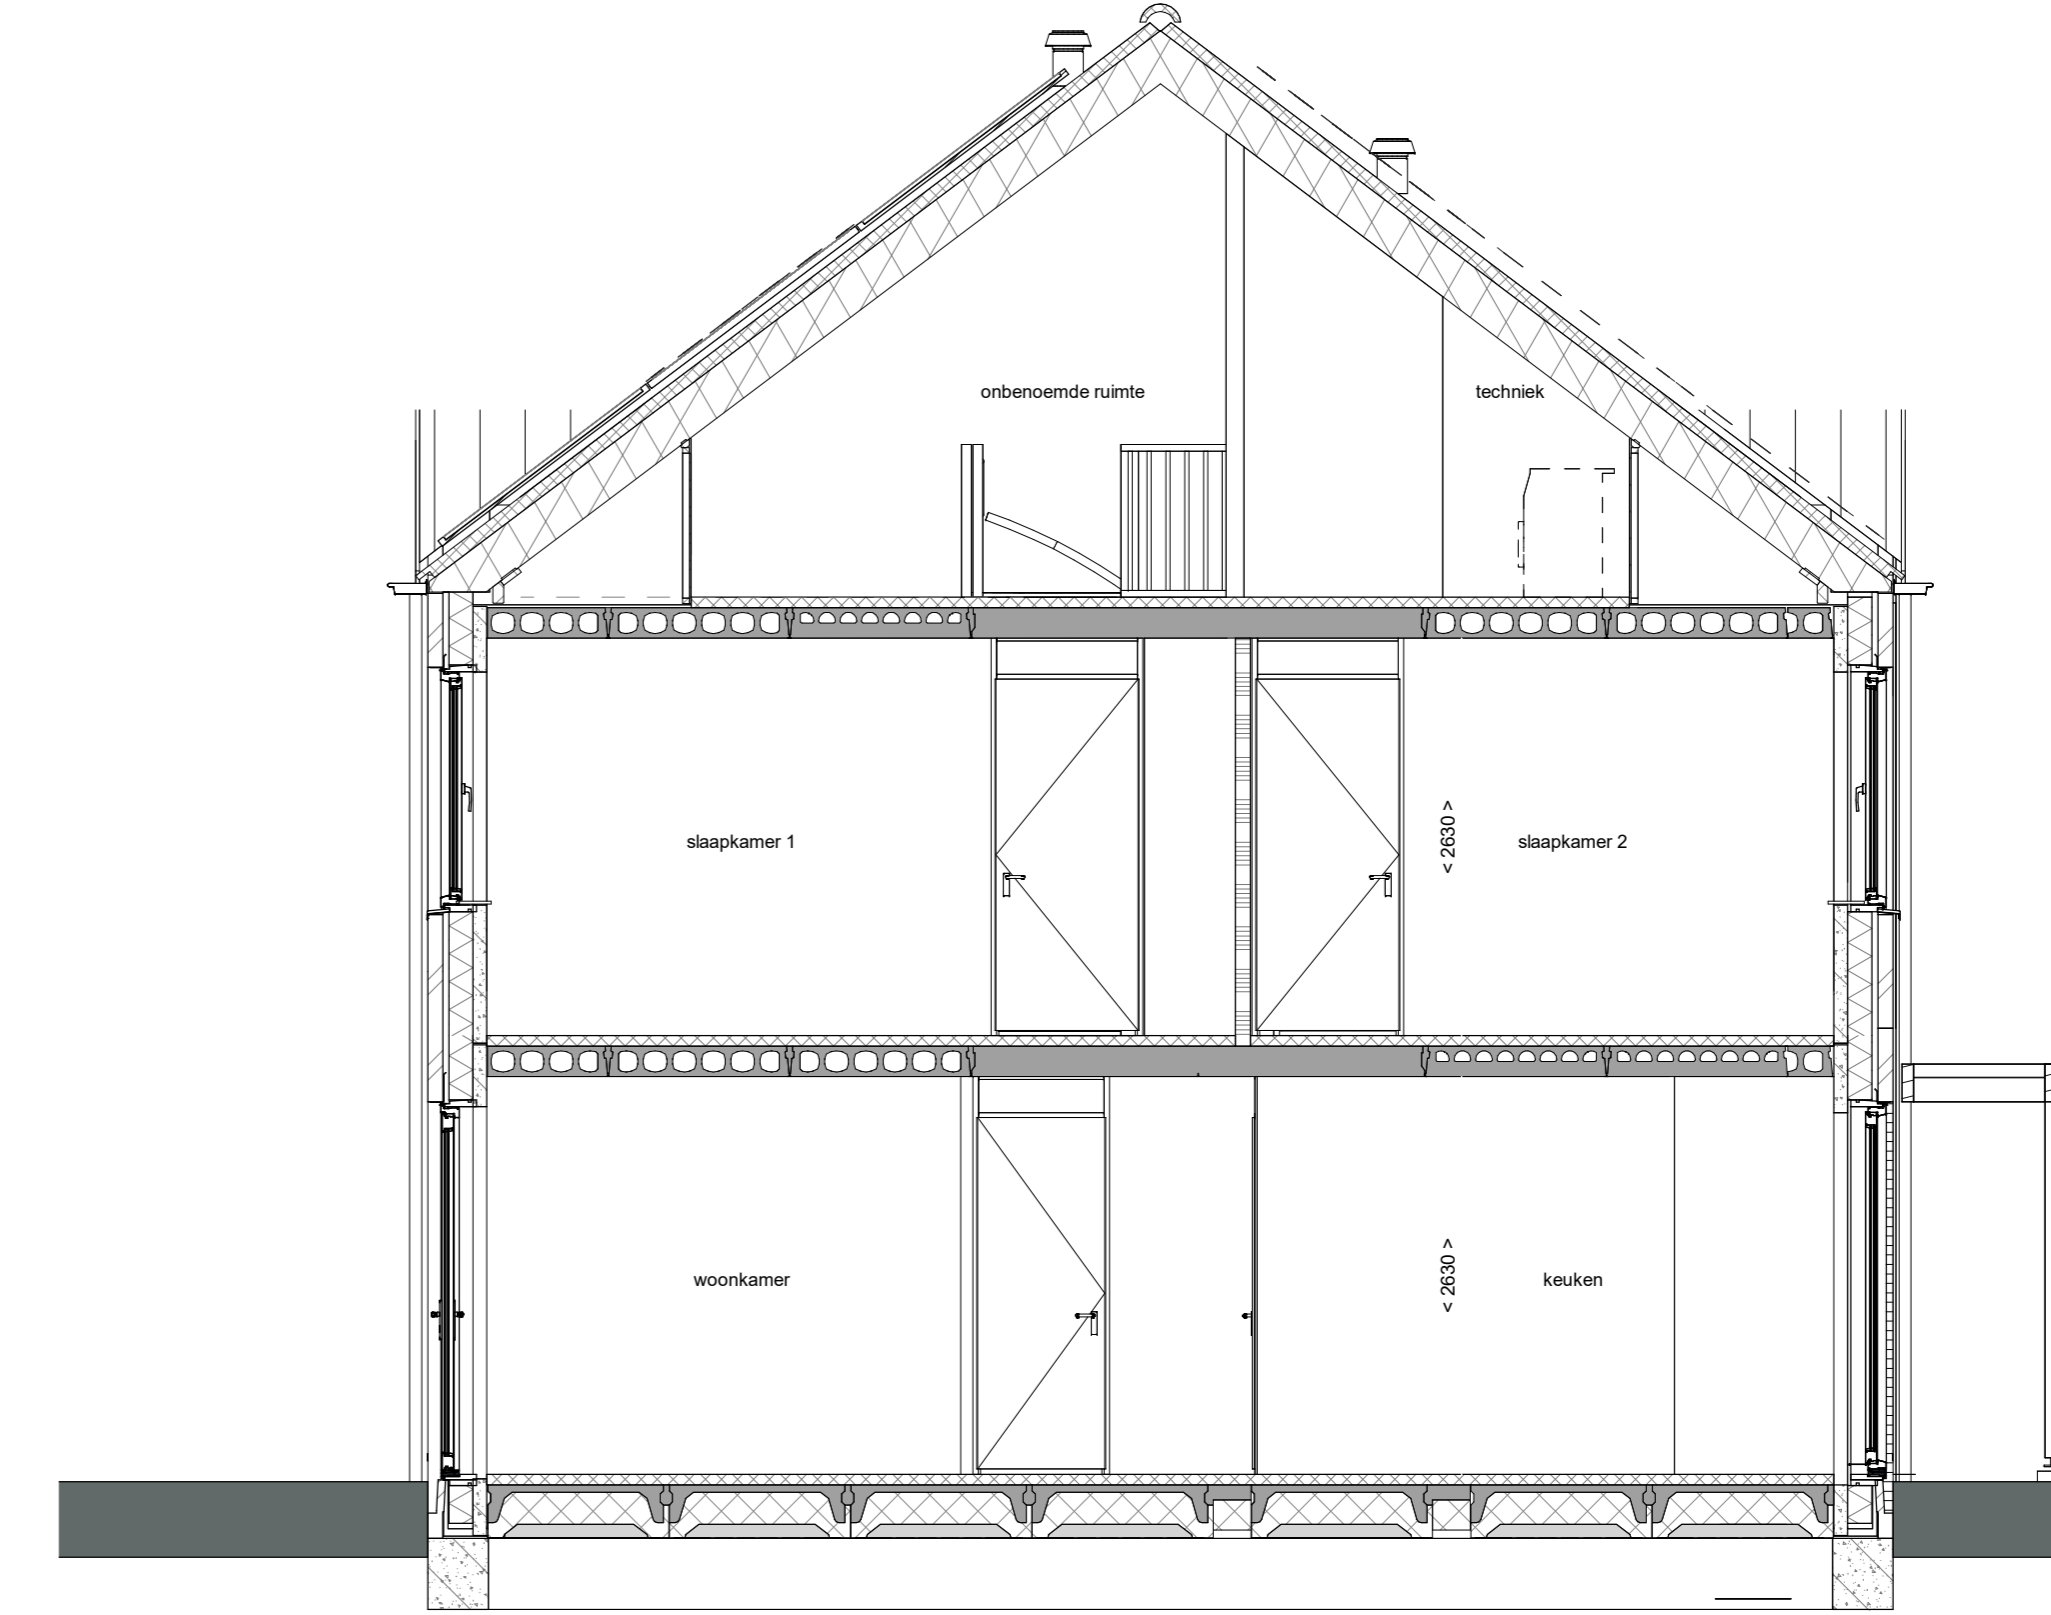 onbenoemde ruimte
techniek
slaapkamer 1
< 2630 >
slaapkamer 2
woonkamer
< 2630 >
keuken